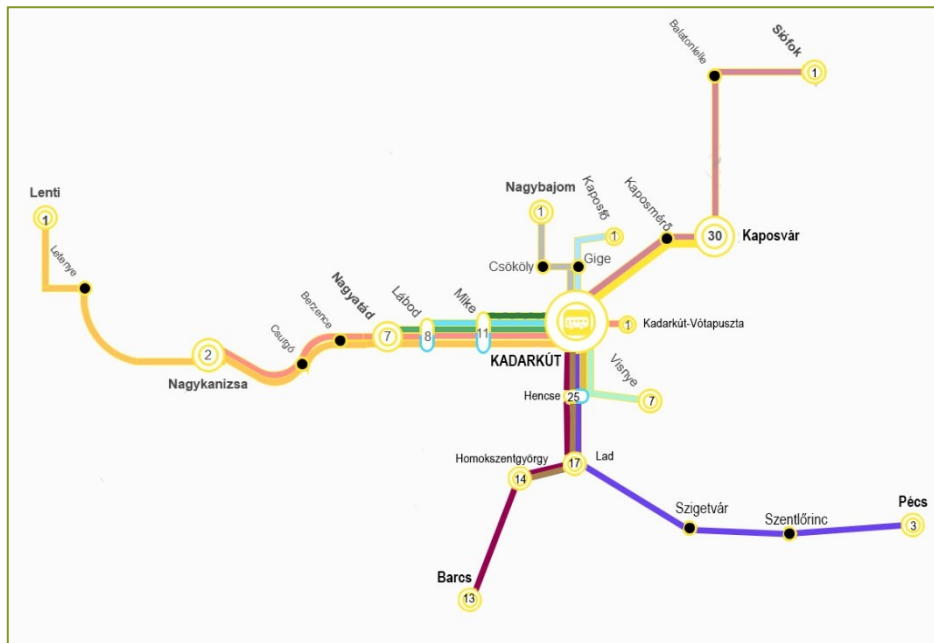 Siófok
1
Balatonlelle
Lenti
1
Letenye
Nagybajom
1
Kaposfő
1
Kaposmérő
30
Kaposvár
Csököly
Gige
Nagyatád
7
Lábod
8
Mike
11
Berzence
Csurgó
2
Nagykanizsa
KADARKÚT
1
Kadarkút-Vótapuszta
Visnye
7
Hencse
25
Homokszentgyörgy
14
17
Lad
Szigetvár
Szentlőrinc
Pécs
3
Barcs
13